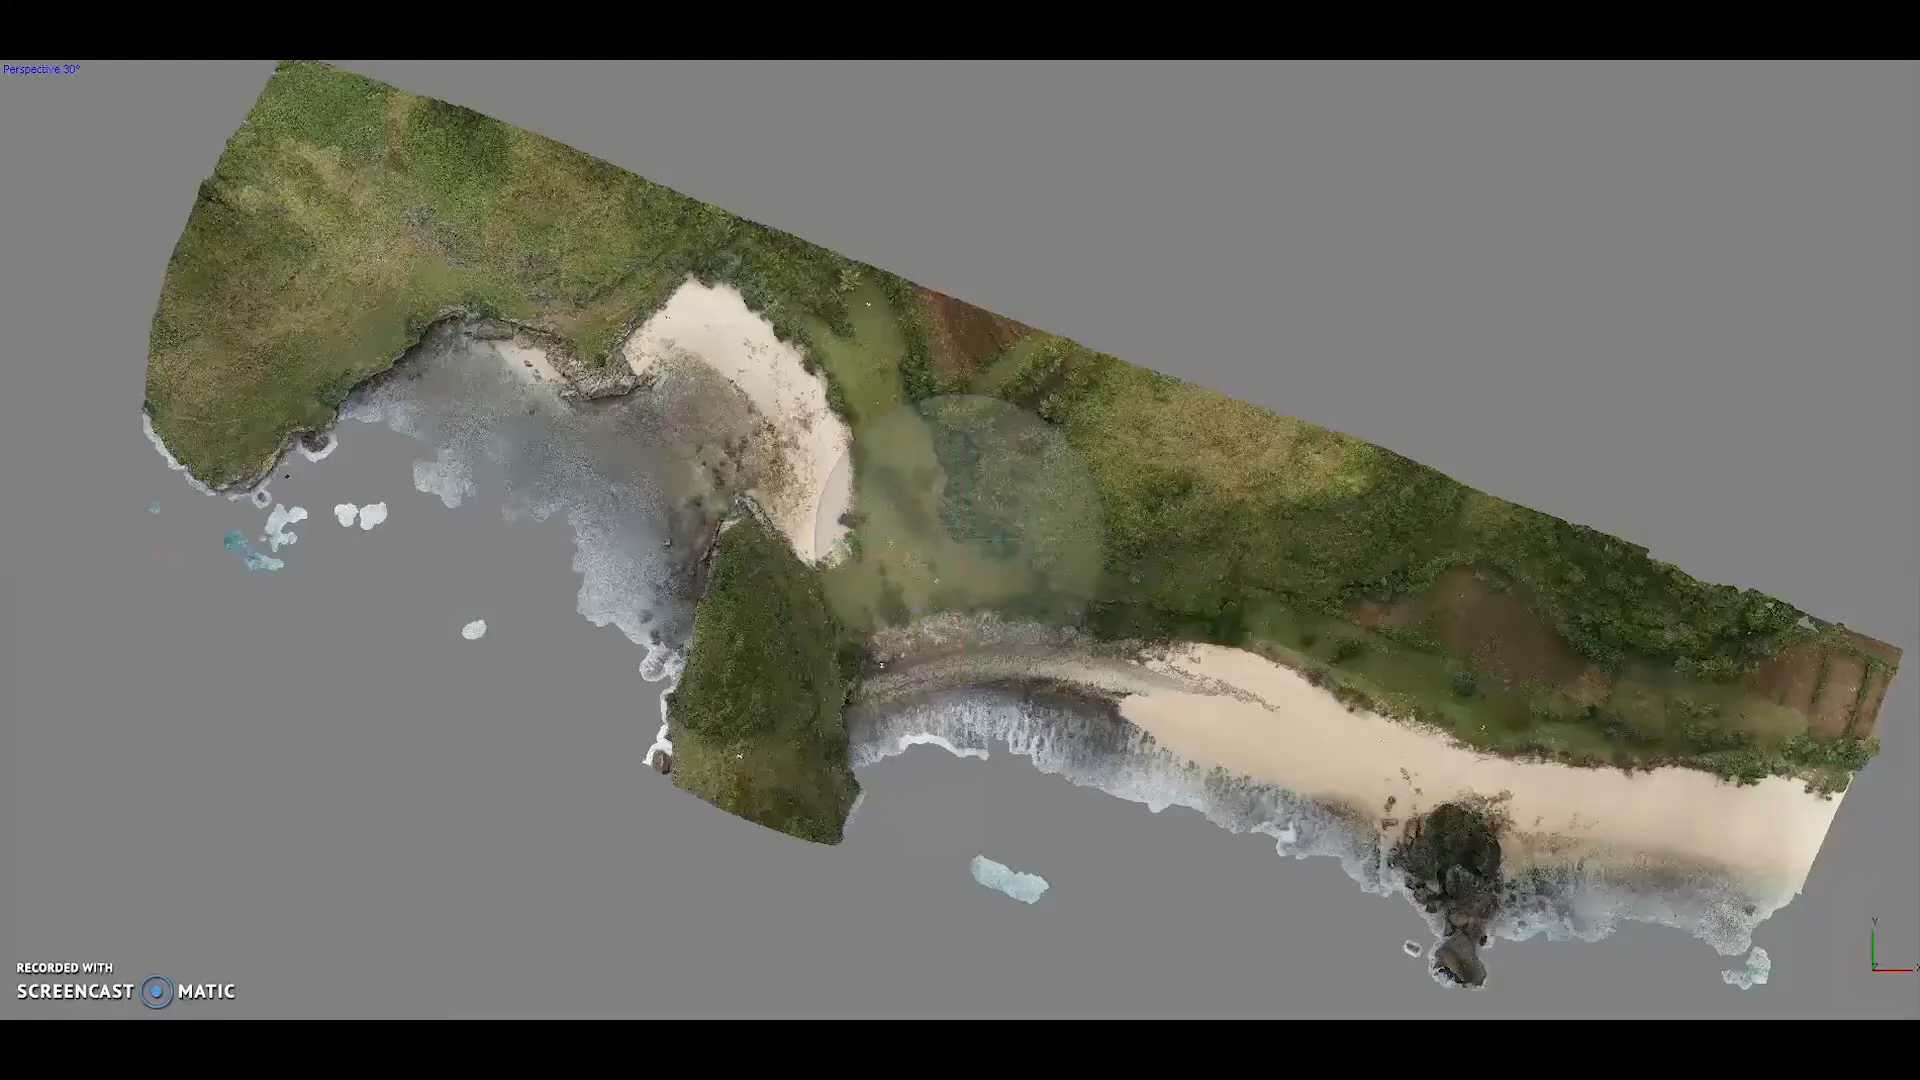 Perspective 30°
RECORDED WITH
SCREENCAST MATIC
Y
X